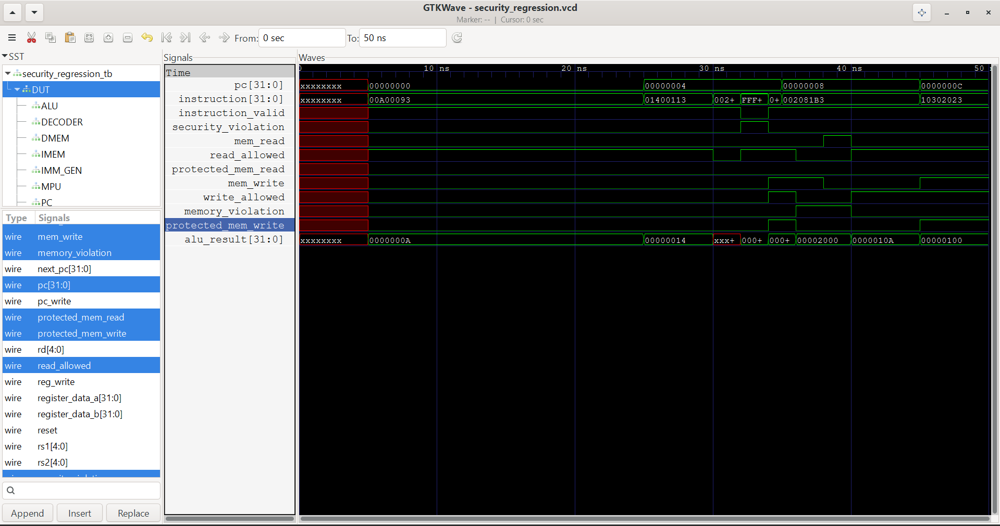 GTKWave - security_regression.vcd
Marker: -- | Cursor: 0 sec
From: 0 sec To: 50 ns
SST
security_regression_tb
DUT
ALU
DECODER
DMEM
IMEM
IMM_GEN
MPU
PC
Type Signals
wire mem_write
wire memory_violation
wire next_pc[31:0]
wire pc[31:0]
wire pc_write
wire protected_mem_read
wire protected_mem_write
wire rd[4:0]
wire read_allowed
wire reg_write
wire register_data_a[31:0]
wire register_data_b[31:0]
wire reset
wire rs1[4:0]
wire rs2[4:0]
Append Insert Replace
Signals
Time
pc[31:0]
instruction[31:0]
instruction_valid
security_violation
mem_read
read_allowed
protected_mem_read
mem_write
write_allowed
memory_violation
protected_mem_write
alu_result[31:0]
Waves
0 10 ns 20 ns 30 ns 40 ns 50
xxxxxxxx 00000000 00000004 00000008 0000000C
xxxxxxxx 00A00093 01400113 002+ FFF+ 0+ 002081B3 10302023
xxxxxxxx 0000000A 00000014 xxx+ 000+ 000+ 00002000 0000010A 00000100